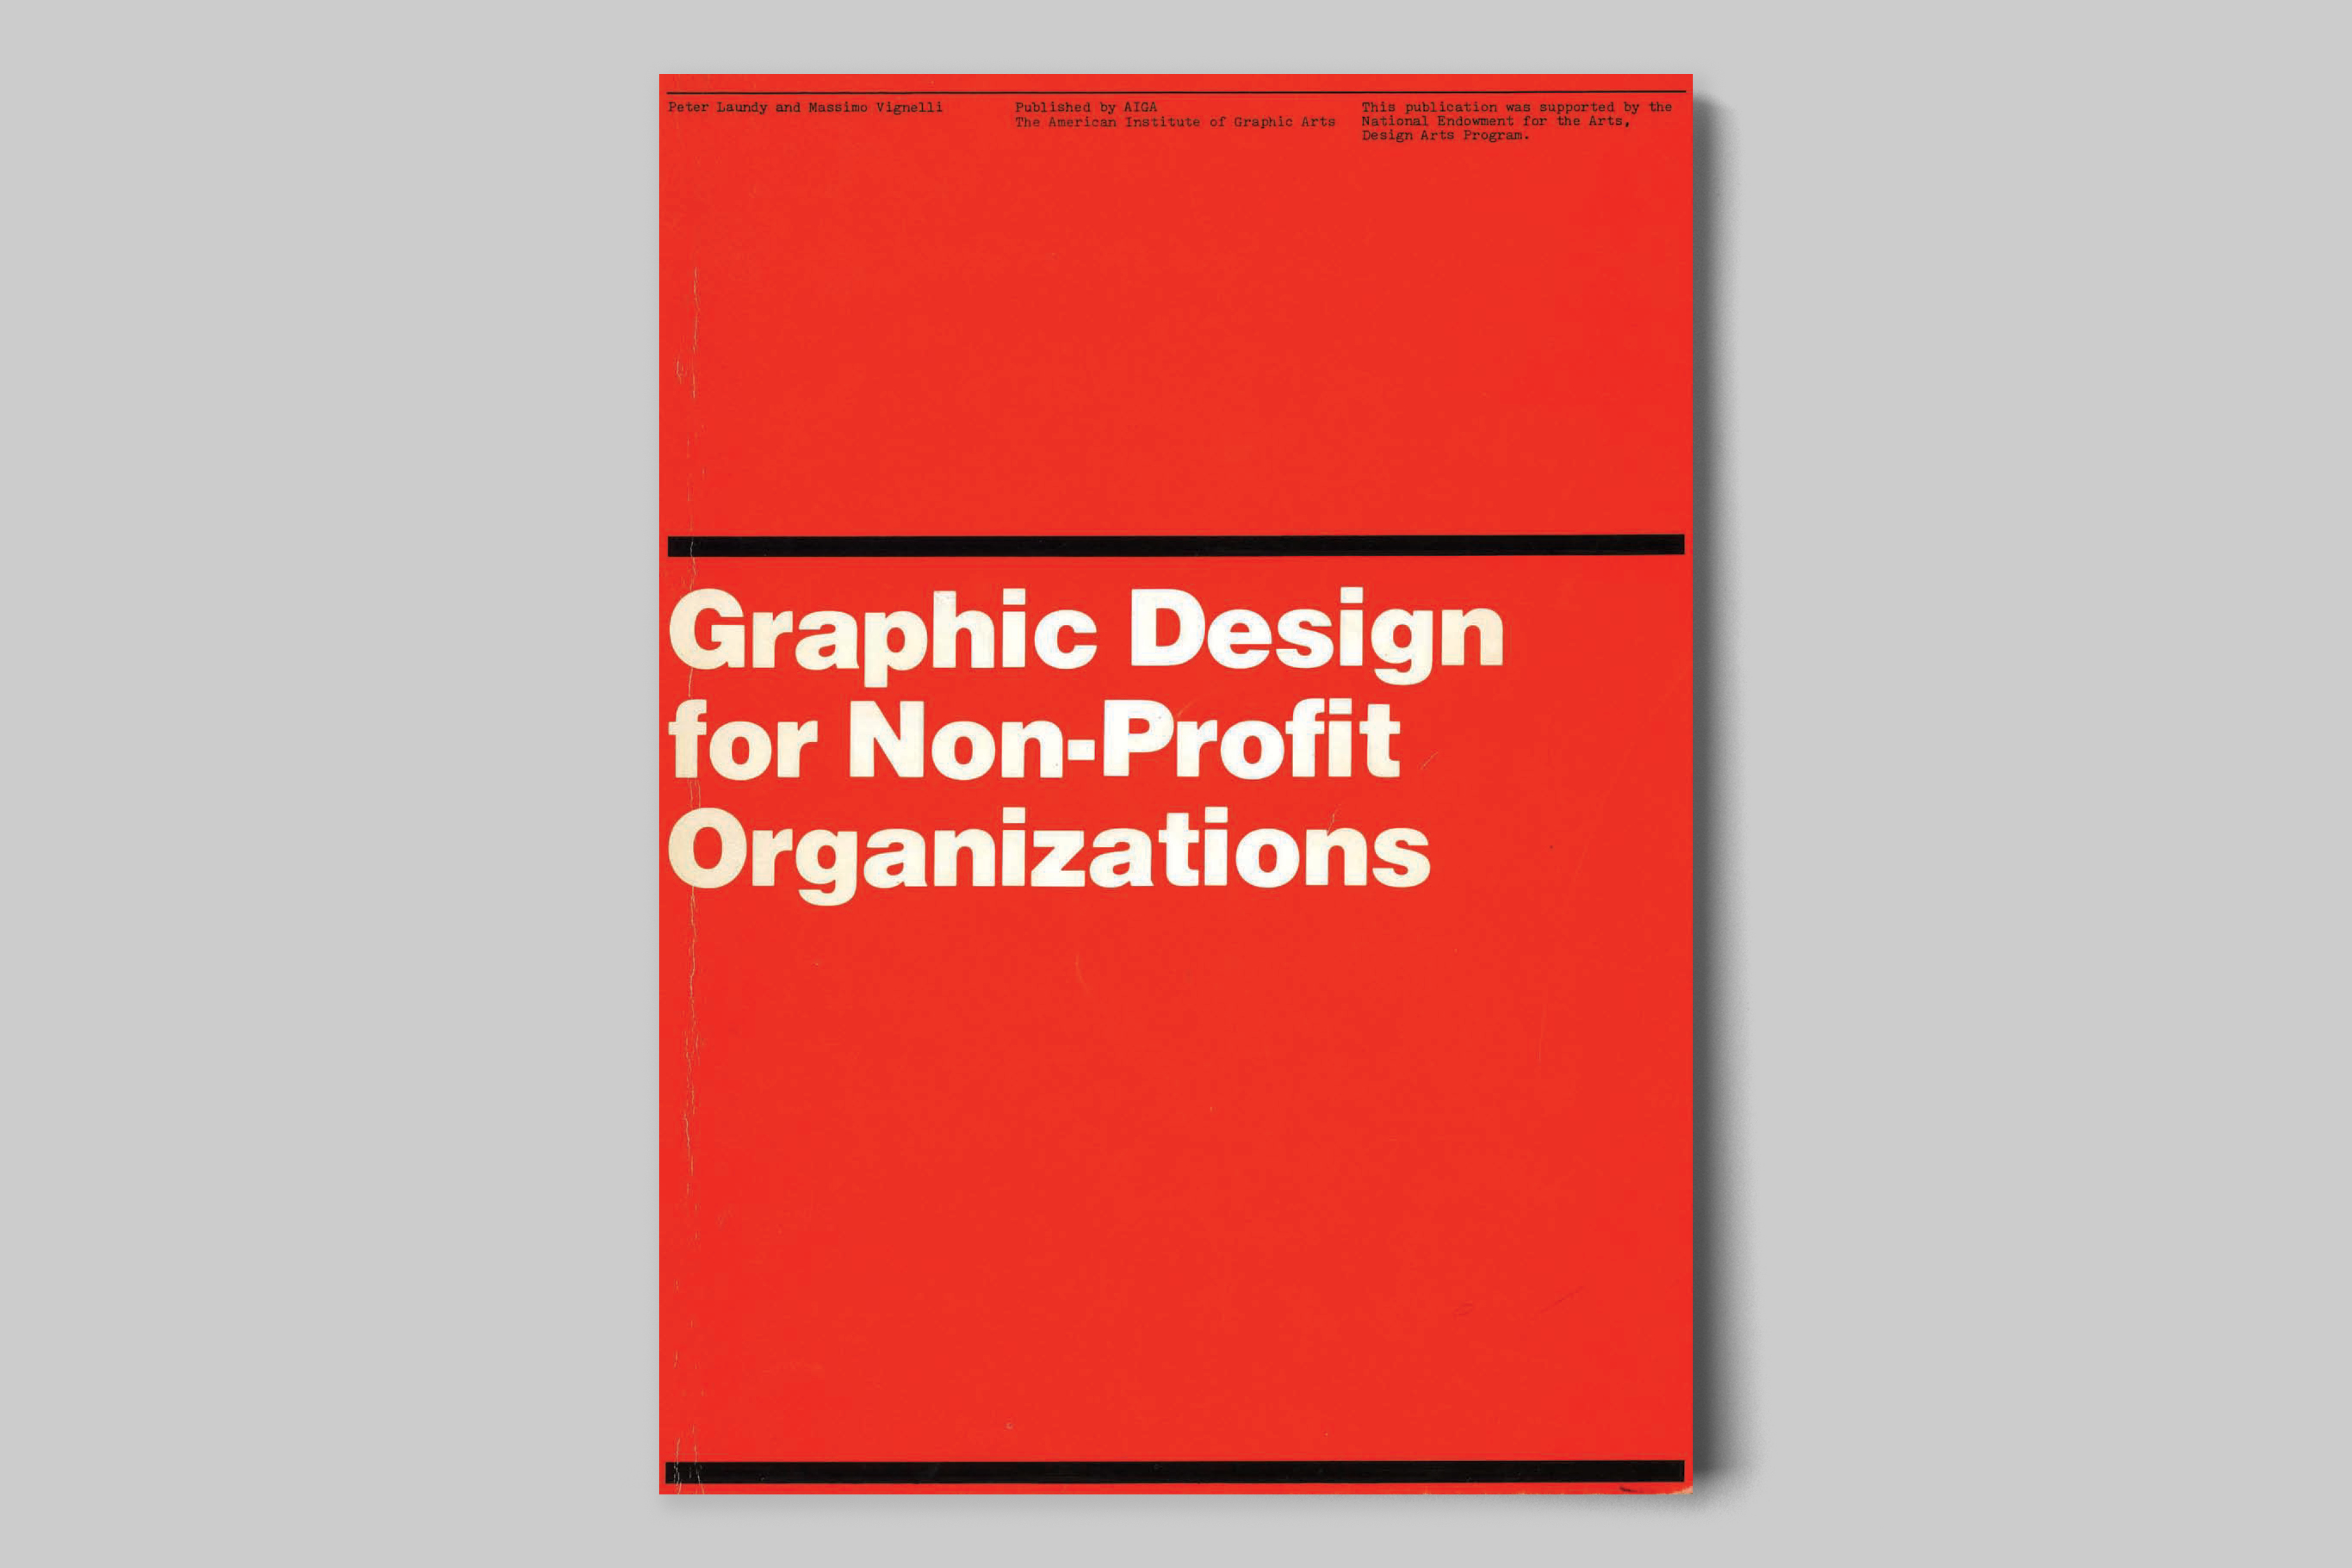 Peter Laundy and Massimo Vignelli
Published by AIGA
The American Institute of Graphic Arts
This publication was supported by the
National Endowment for the Arts,
Design Arts Program.
Graphic Design
for Non-Profit
Organizations